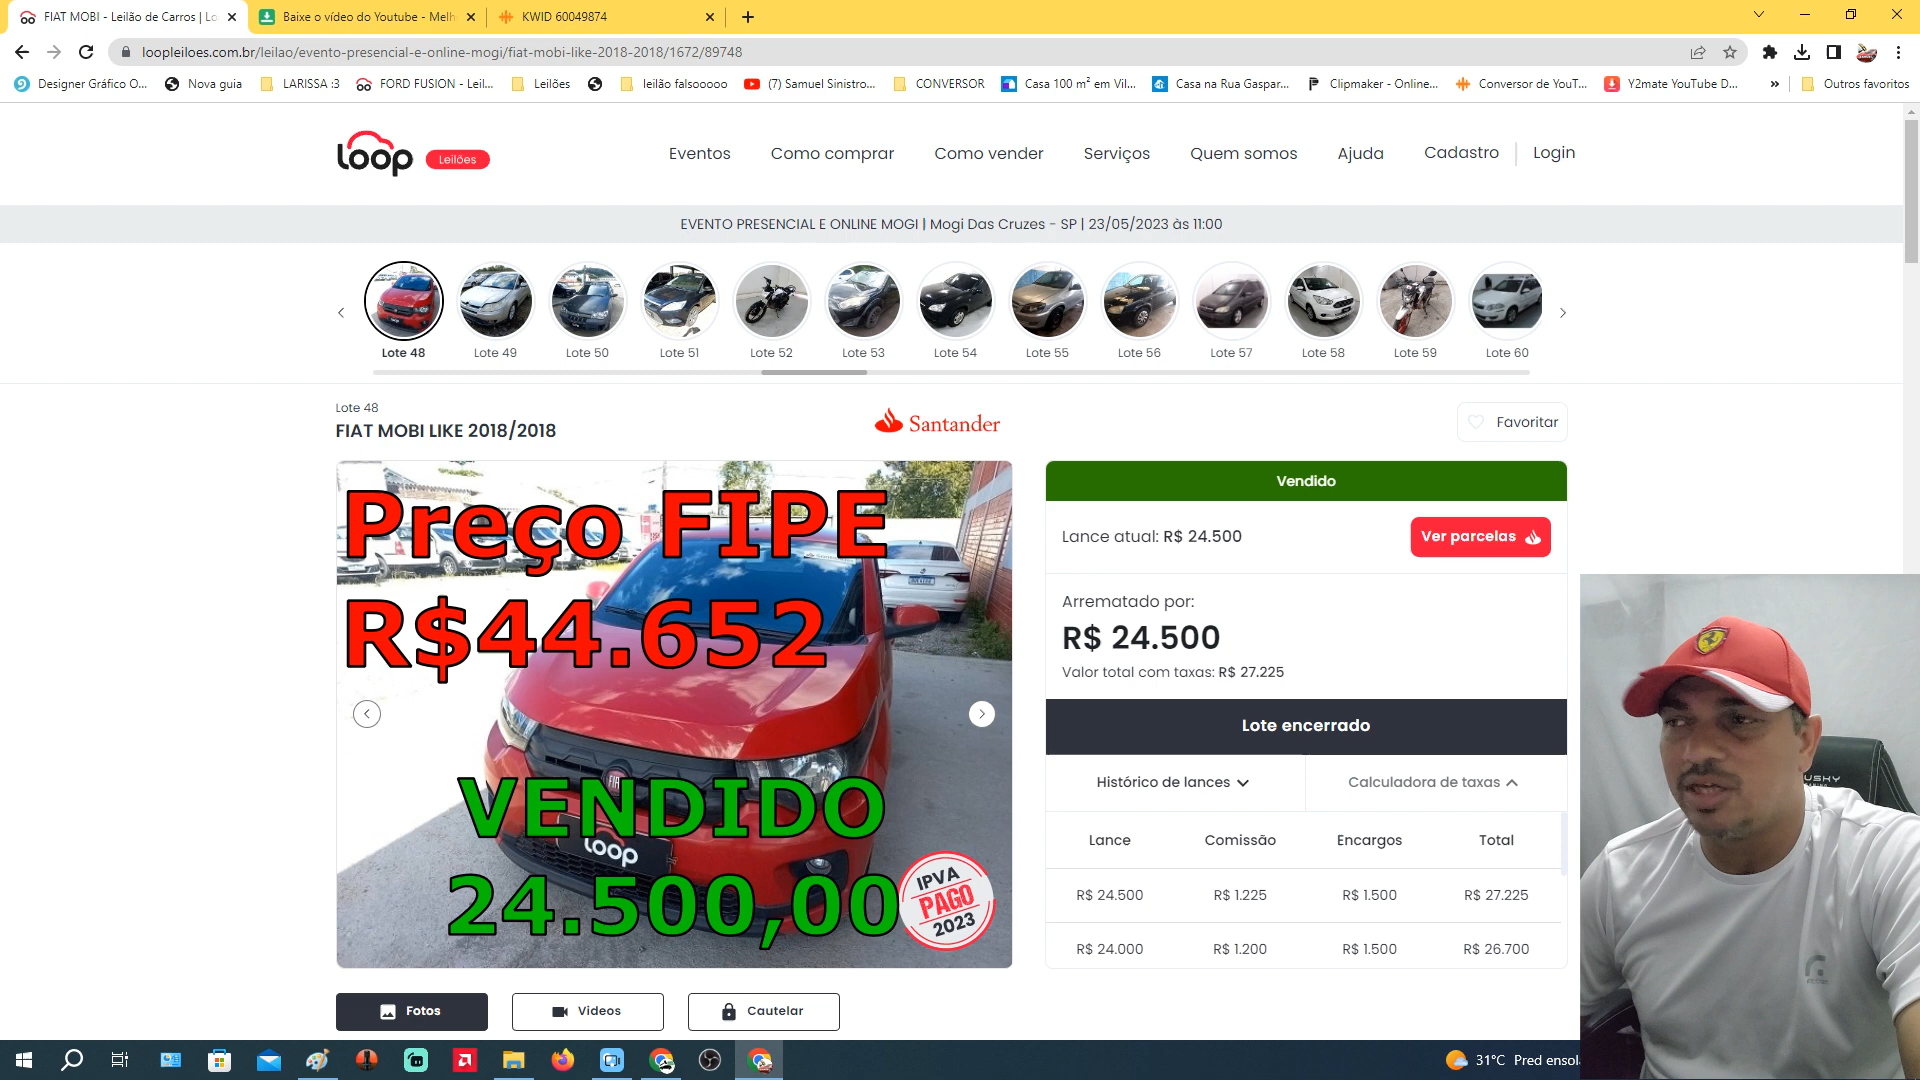 FIAT MOBI - Leilão de Carros | Lo
Baixe o vídeo do Youtube - Melh
KWID 60049874
loopleiloes.com.br/leilao/evento-presencial-e-online-mogi/fiat-mobi-like-2018-2018/1672/89748
Designer Gráfico O...
Nova guia
LARISSA :3
FORD FUSION - Leil...
Leilões
leilão falsooooo
(7) Samuel Sinistro...
CONVERSOR
Casa 100 m² em Vil...
Casa na Rua Gaspar...
Clipmaker - Online...
Conversor de YouT...
Y2mate YouTube D...
»
Outros favoritos
loop Leilões
Eventos
Como comprar
Como vender
Serviços
Quem somos
Ajuda
Cadastro
Login
EVENTO PRESENCIAL E ONLINE MOGI | Mogi Das Cruzes - SP | 23/05/2023 às 11:00
Lote 48
Lote 49
Lote 50
Lote 51
Lote 52
Lote 53
Lote 54
Lote 55
Lote 56
Lote 57
Lote 58
Lote 59
Lote 60
Lote 48
FIAT MOBI LIKE 2018/2018
Santander
Favoritar
Preço FIPE
R$44.652
VENDIDO
24.500,00
FIAT
loop
IPVA
PAGO
2023
Vendido
Lance atual: R$ 24.500
Ver parcelas
Arrematado por:
R$ 24.500
Valor total com taxas: R$ 27.225
Lote encerrado
Histórico de lances
Calculadora de taxas
Lance Comissão Encargos Total
R$ 24.500 R$ 1.225 R$ 1.500 R$ 27.225
R$ 24.000 R$ 1.200 R$ 1.500 R$ 26.700
Fotos
Videos
Cautelar
31°C Pred ensol